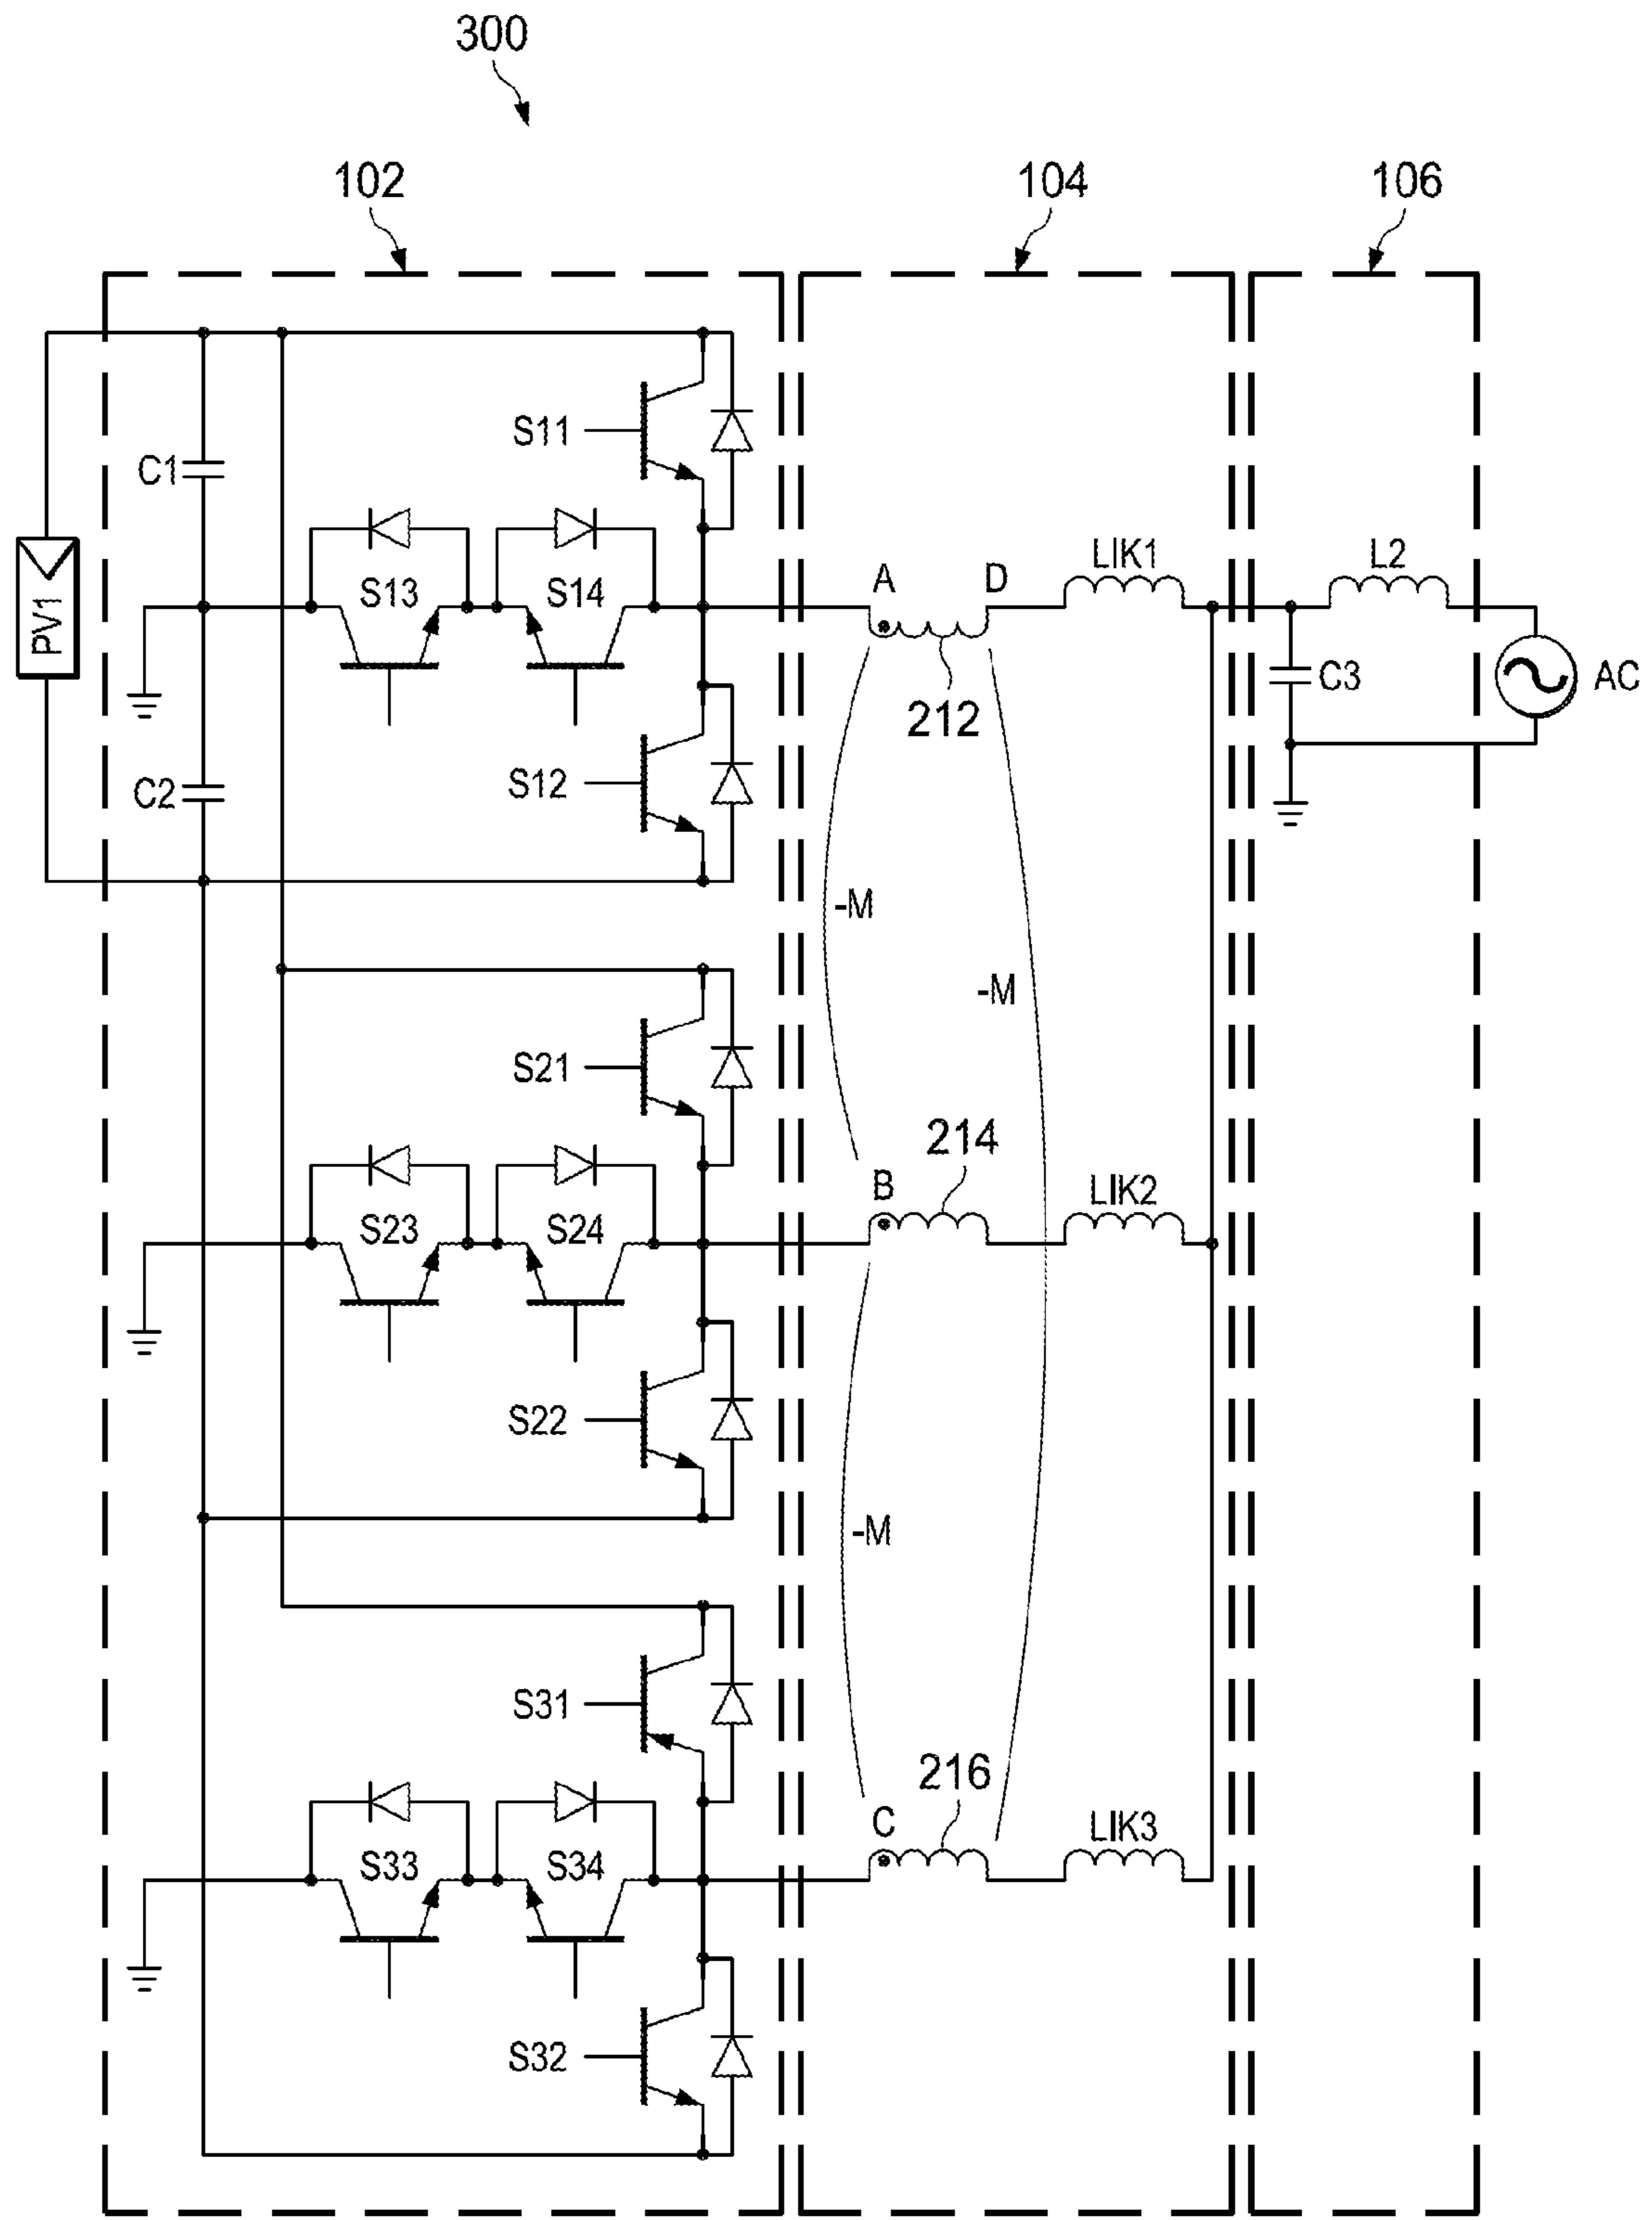 300
102
104
106
S11
C1
S13
S14
A
D
LIK1
L2
PV1
C3
AC
212
S12
C2
-M
-M
S21
214
B
LIK2
S23
S24
S22
-M
S31
216
C
LIK3
S33
S34
S32